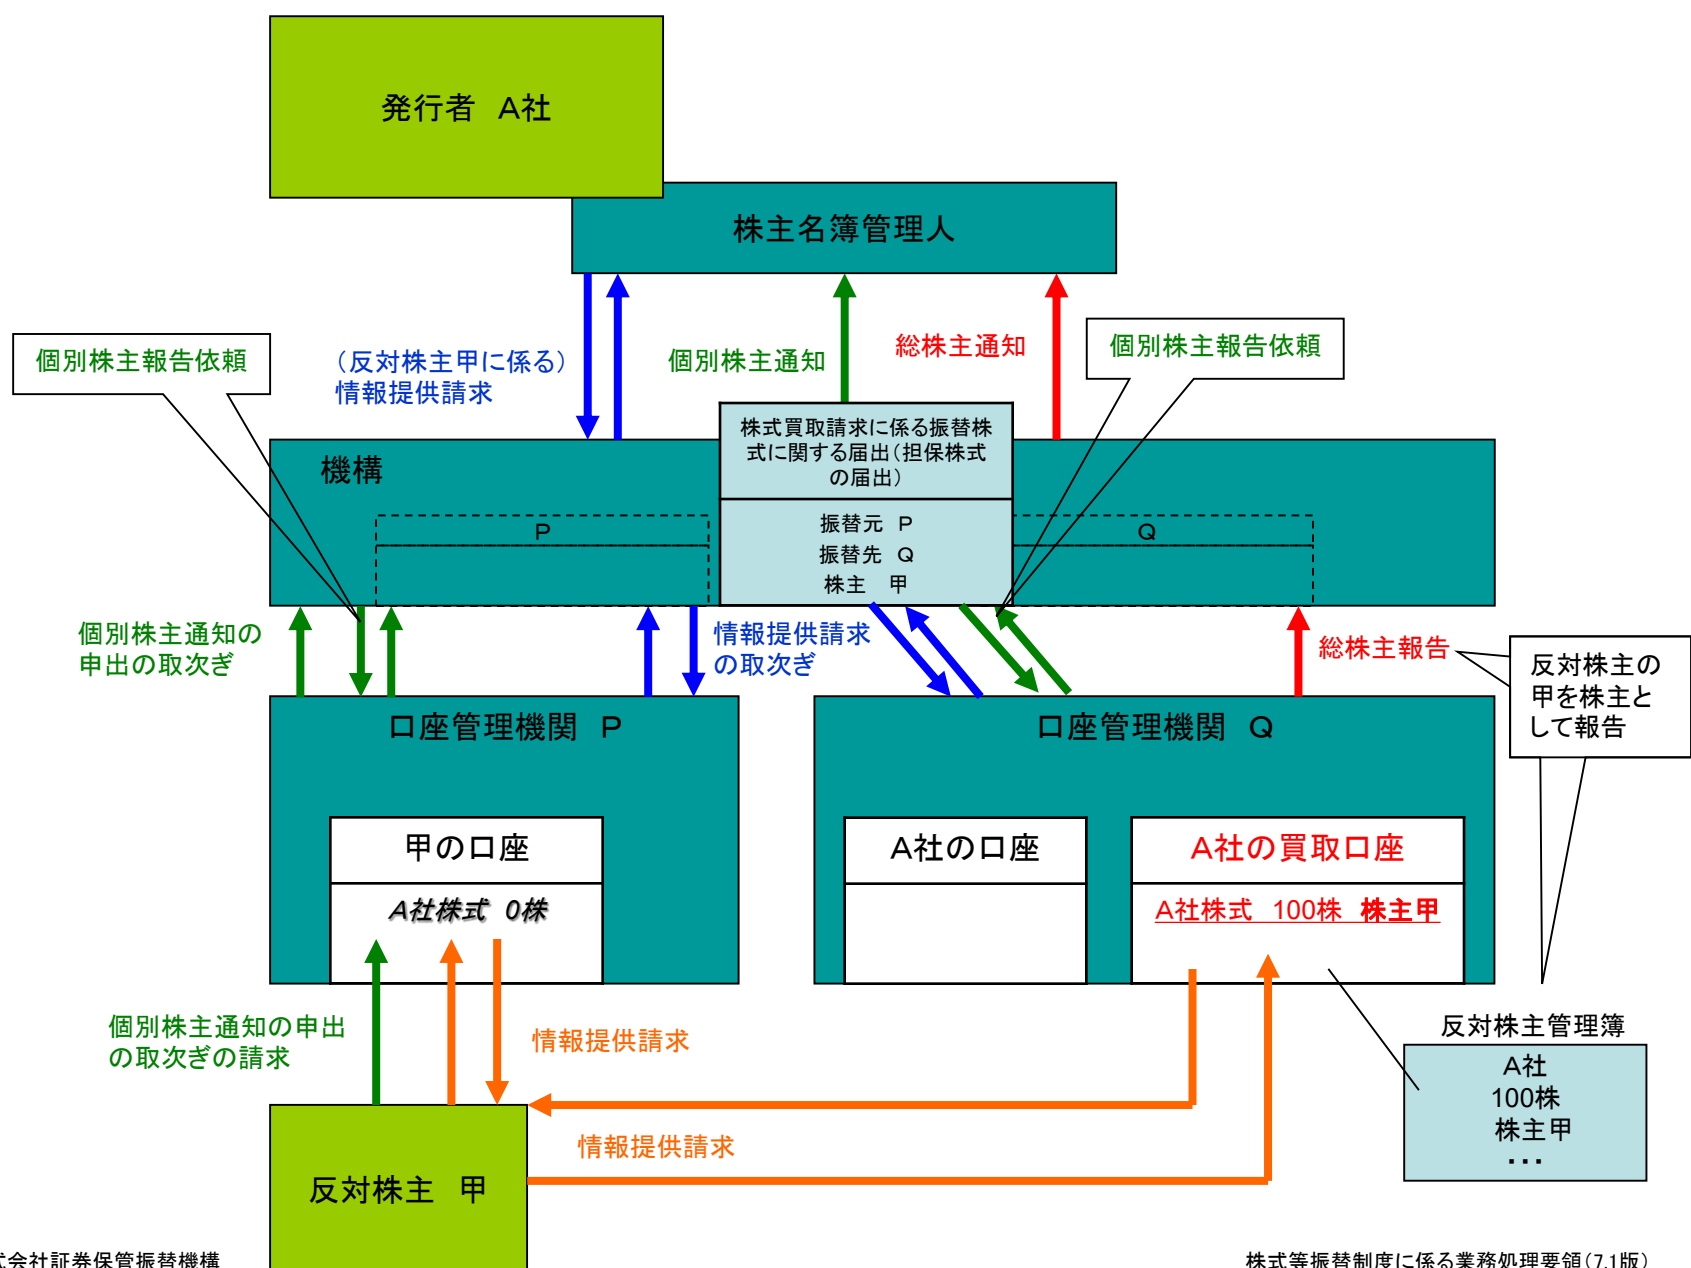 発行者　A社
株主名簿管理人
個別株主報告依頼
（反対株主甲に係る）
情報提供請求
個別株主通知
総株主通知
個別株主報告依頼
機構
株式買取請求に係る振替株
式に関する届出（担保株式
の届出）
P
振替元　P
振替先　Q
株主　甲
Q
個別株主通知の
申出の取次ぎ
情報提供請求
の取次ぎ
総株主報告
反対株主の
甲を株主と
して報告
口座管理機関　P
口座管理機関　Q
甲の口座
A社株式　0株
A社の口座
A社の買取口座
A社株式　100株　株主甲
個別株主通知の申出
の取次ぎの請求
情報提供請求
反対株主管理簿
A社
100株
株主甲
・・・
情報提供請求
反対株主　甲
式会社証券保管振替機構
株式等振替制度に係る業務処理要領（7.1版）